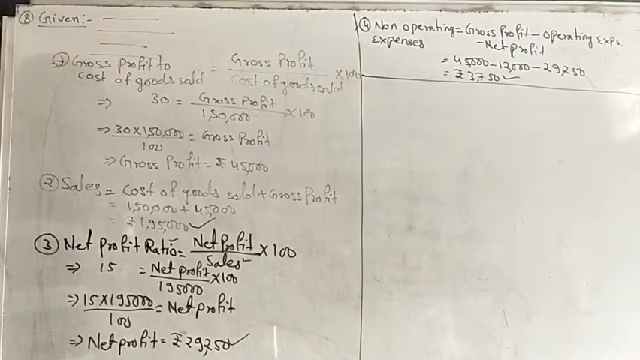 ⑧ Given:-
① Gross profit to cost of goods sold = Gross Profit / Cost of goods sold × 100
⇒ 30 = Gross Profit / 1,50,000 × 100
⇒ 30 × 1,50,000 / 100 = Gross Profit
⇒ Gross Profit = ₹ 45,000
② Sales = Cost of goods sold + Gross Profit
= 1,50,000 + 45,000
= ₹ 1,95,000 ✓
③ Net profit Ratio = Net Profit / Sales × 100
⇒ 15 = Net profit / 195000 × 100
⇒ 15 × 195000 / 100 = Net profit
⇒ Net profit = ₹ 29,250 ✓
④ Non operating Expenses = Gross Profit - Operating Exps. - Net Profit
= 45000 - 12,000 - 29,250
= ₹ 3,750 ✓